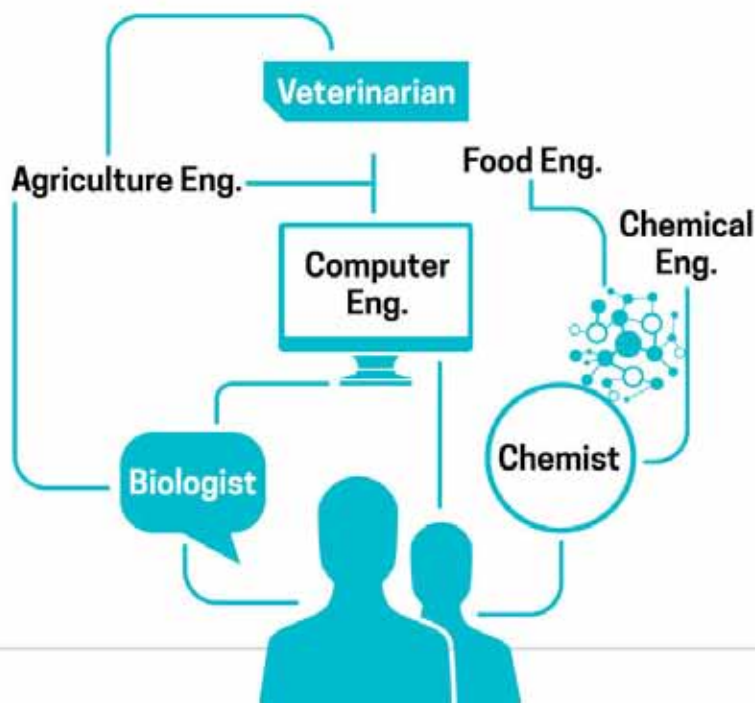 Veterinarian
Agriculture Eng.
Food Eng.
Chemical
Eng.
Computer
Eng.
Biologist
Chemist